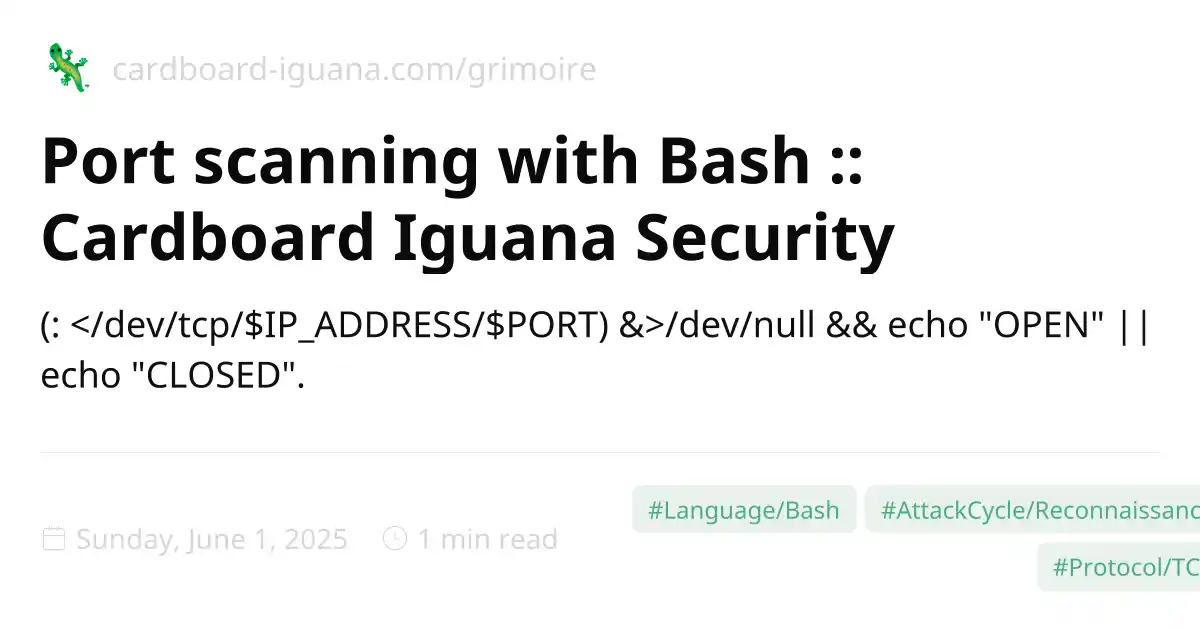 cardboard-iguana.com/grimoire
Port scanning with Bash ::
Cardboard Iguana Security
(: </dev/tcp/$IP_ADDRESS/$PORT) &>/dev/null && echo "OPEN" ||
echo "CLOSED".
#Language/Bash #AttackCycle/Reconnaissanc
Sunday, June 1, 2025 1 min read
#Protocol/TC